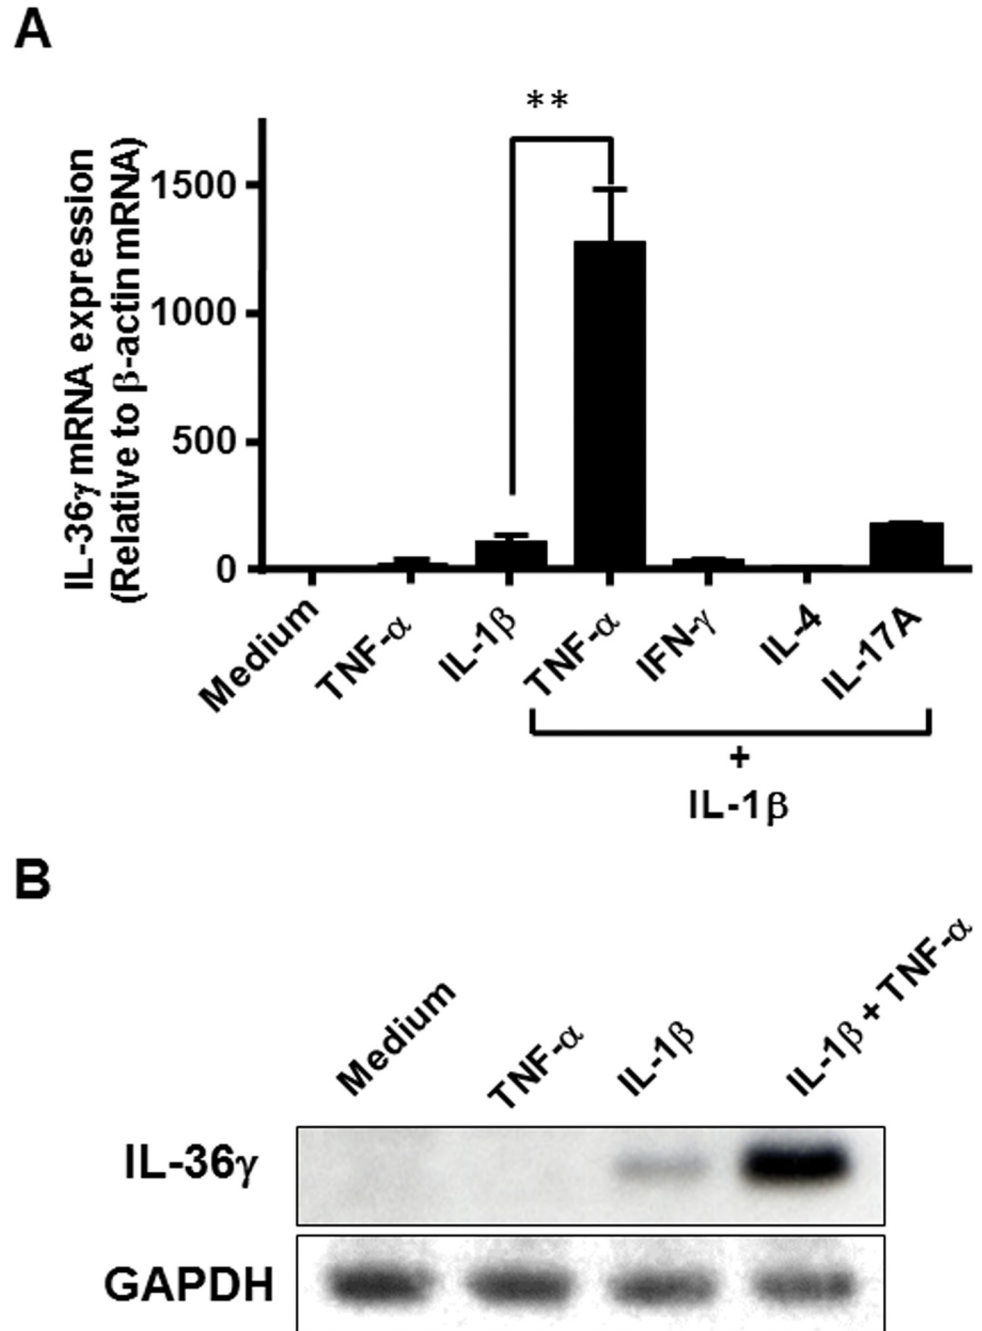 A
**
IL-36γ mRNA expression
(Relative to β-actin mRNA)
1500
1000
500
0
Medium
TNF-α
IL-1β
TNF-α
IFN-γ
IL-4
IL-17A
+
IL-1β
B
Medium
TNF-α
IL-1β
IL-1β + TNF-α
IL-36γ
GAPDH